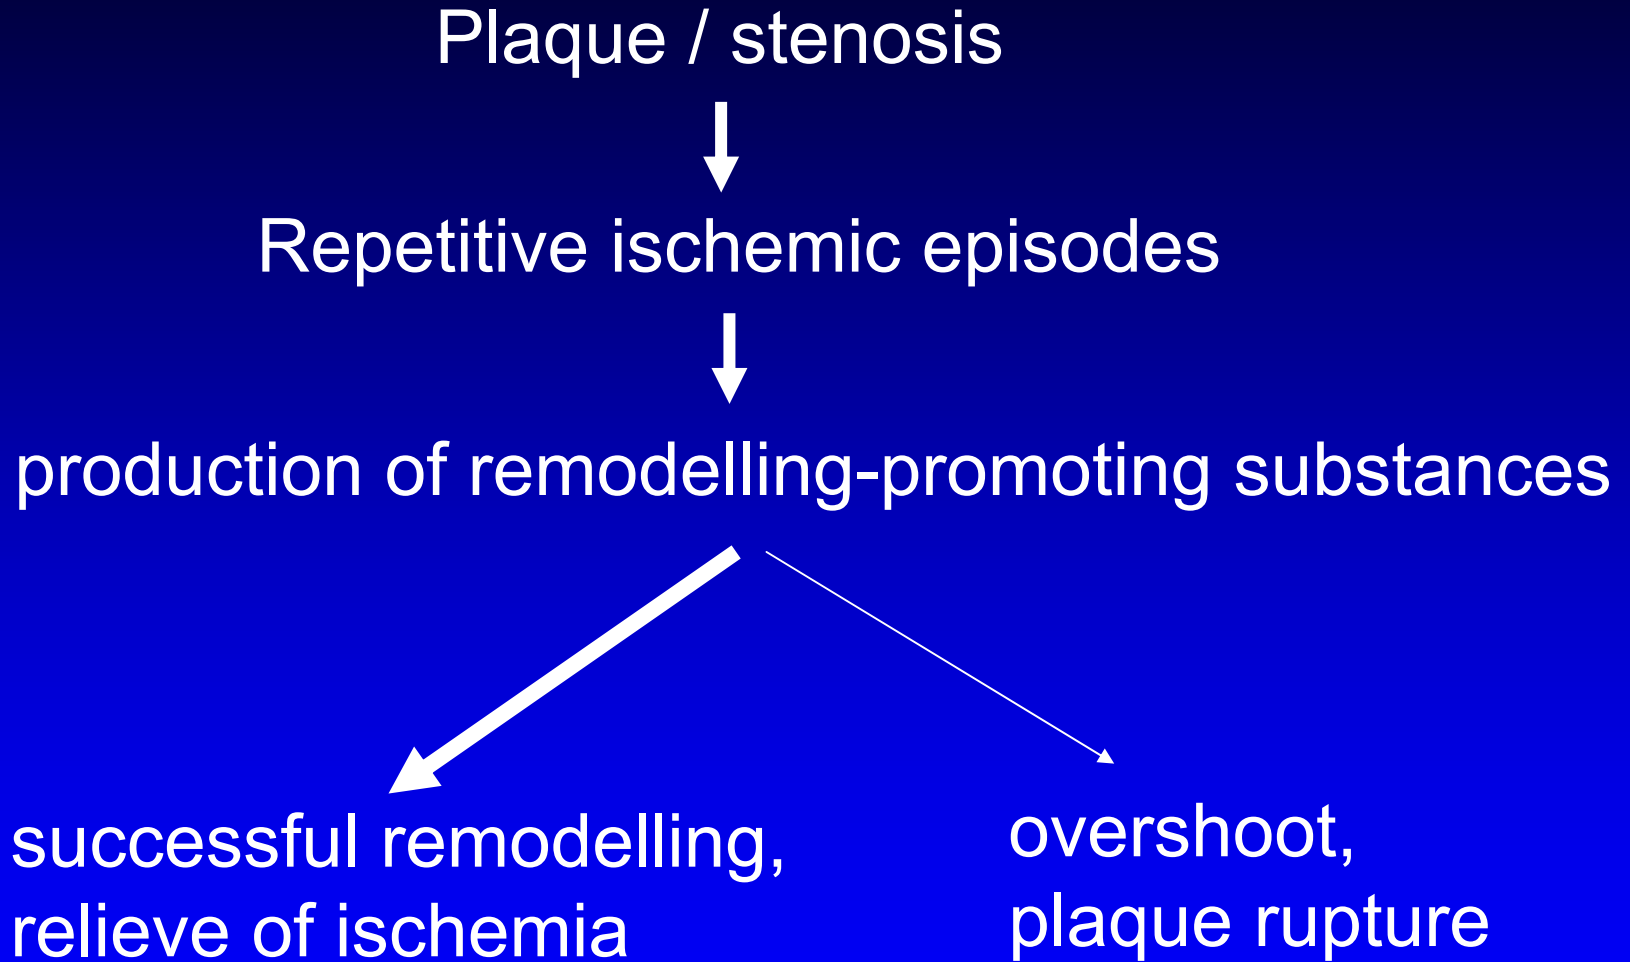 Plaque / stenosis
Repetitive ischemic episodes
production of remodelling-promoting substances
successful remodelling,
relieve of ischemia
overshoot,
plaque rupture